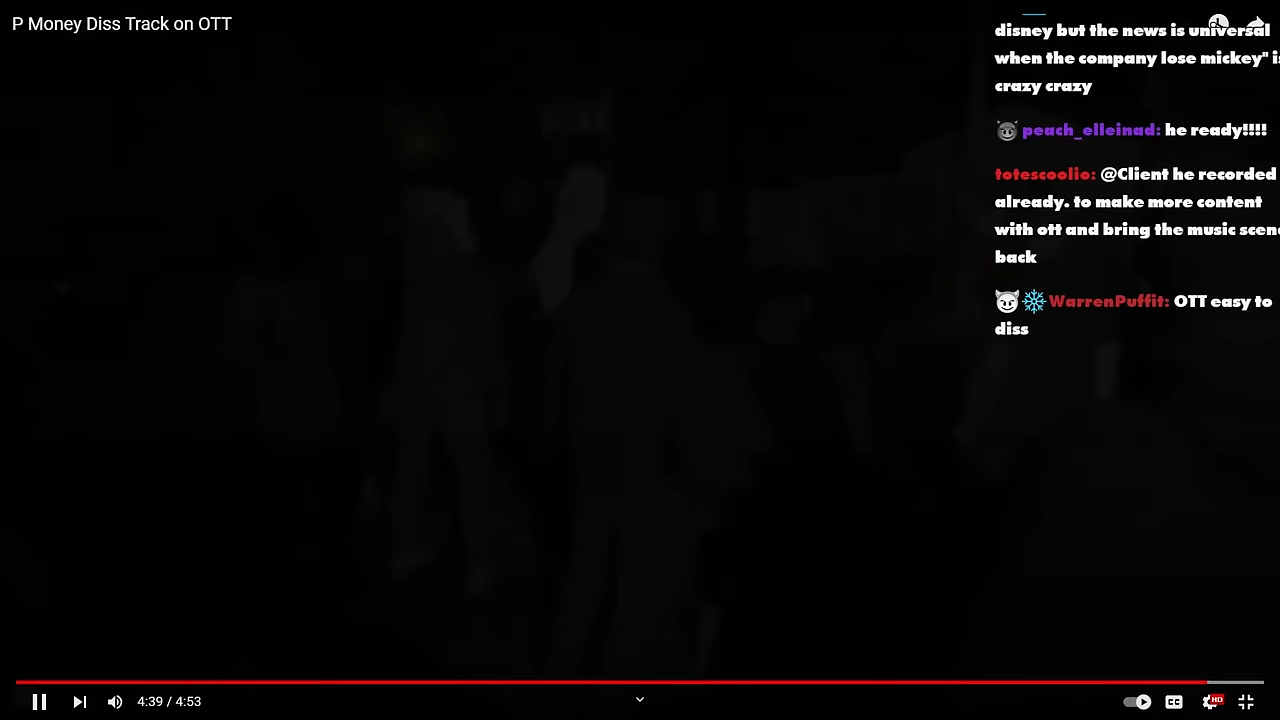 P Money Diss Track on OTT
disney but the news is universal
when the company lose mickey" is
crazy crazy
peach_elleinad: he ready!!!!
totescoolio: @Client he recorded
already. to make more content
with ott and bring the music scene
back
WarrenPuffit: OTT easy to
diss
4:39 / 4:53
CC
HD